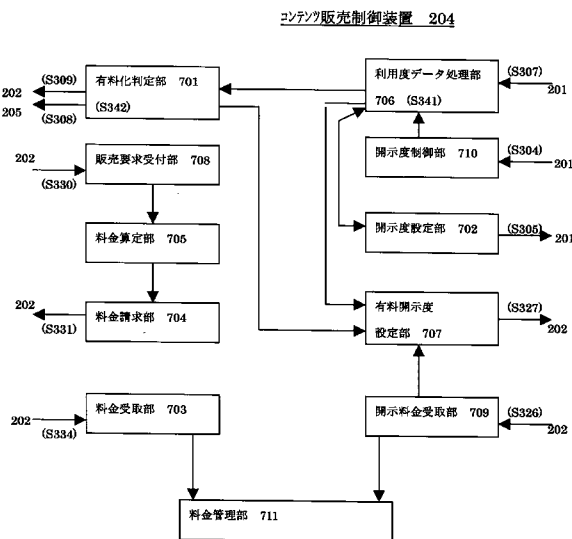 コンテンツ販売制御装置 204
有料化判定部 701
(S342)
(S309)
202
205
(S308)
利用度データ処理部
706 (S341)
(S307)
201
202
(S330)
販売要求受付部 708
開示度制御部 710
(S304)
201
料金算定部 705
開示度設定部 702
(S305)
201
202
(S331)
料金請求部 704
有料開示度
設定部 707
(S327)
202
202
(S334)
料金受取部 703
開示料金受取部 709
(S326)
202
料金管理部 711